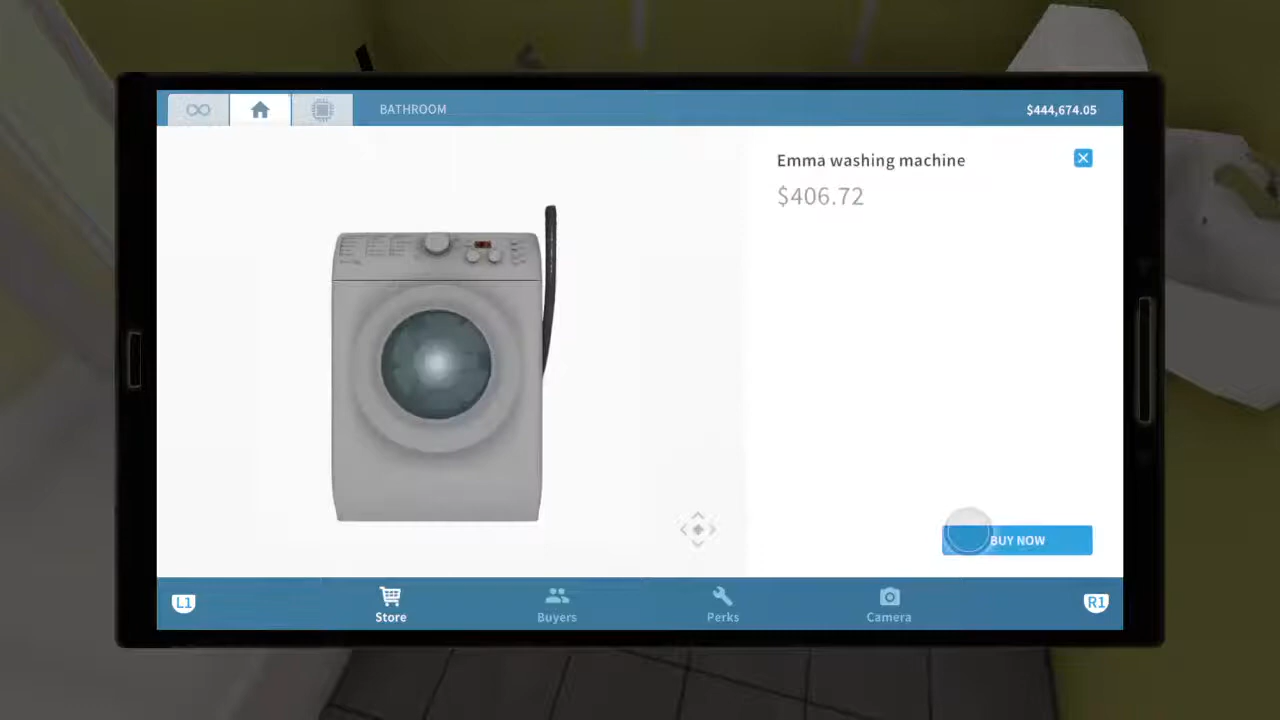 BATHROOM
$444,674.05
Emma washing machine
$406.72
BUY NOW
L1
Store
Buyers
Perks
Camera
R1